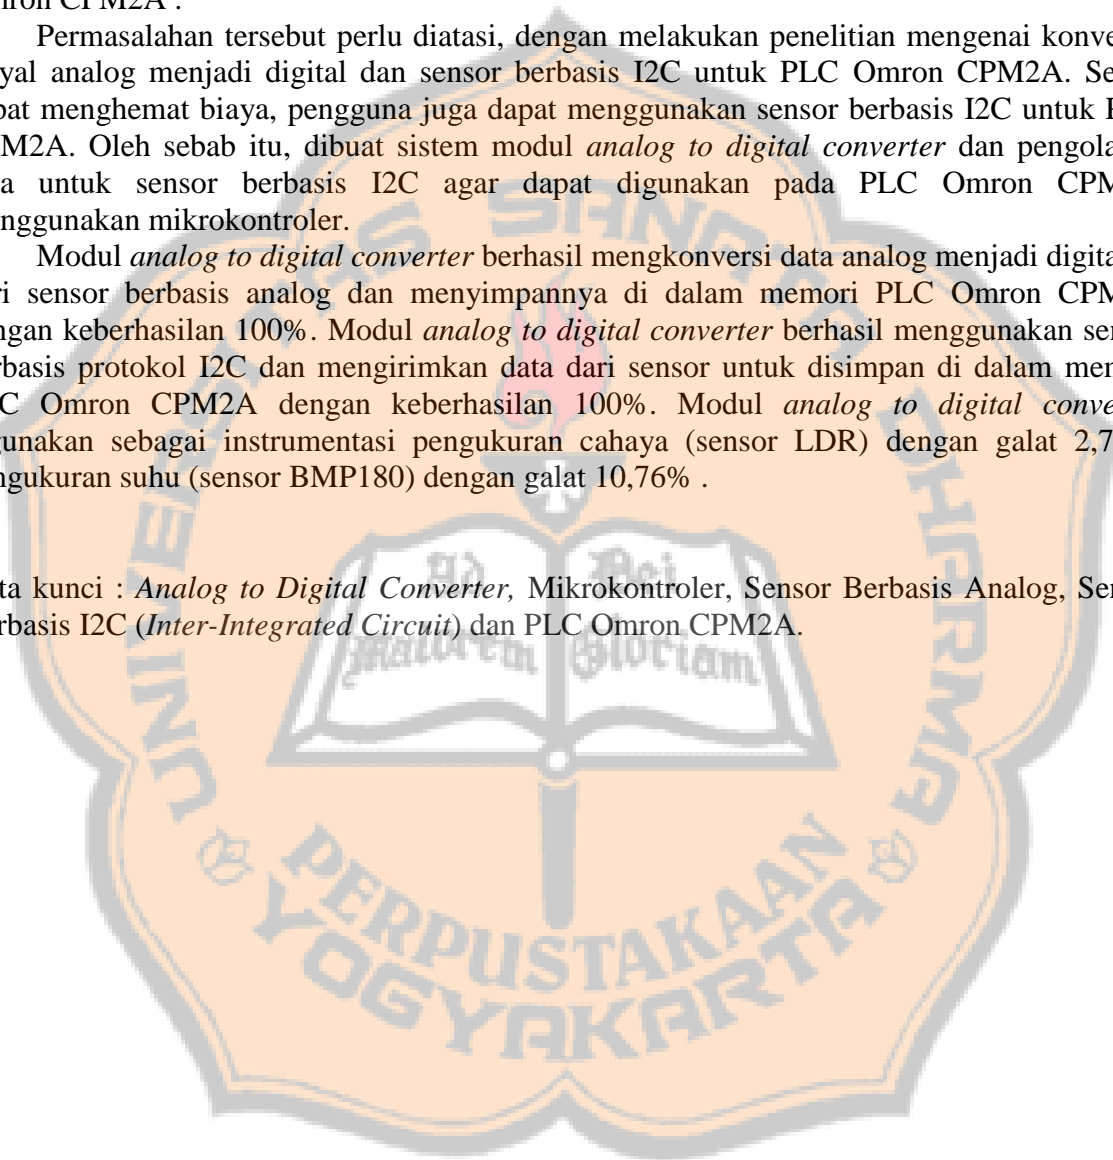 mron CPM2A .
Permasalahan tersebut perlu diatasi, dengan melakukan penelitian mengenai konve
yal analog menjadi digital dan sensor berbasis I2C untuk PLC Omron CPM2A. Se
pat menghemat biaya, pengguna juga dapat menggunakan sensor berbasis I2C untuk P
M2A. Oleh sebab itu, dibuat sistem modul analog to digital converter dan pengola
a untuk sensor berbasis I2C agar dapat digunakan pada PLC Omron CPM
nggunakan mikrokontroler.
Modul analog to digital converter berhasil mengkonversi data analog menjadi digita
ri sensor berbasis analog dan menyimpannya di dalam memori PLC Omron CPM
ngan keberhasilan 100%. Modul analog to digital converter berhasil menggunakan sen
rbasis protokol I2C dan mengirimkan data dari sensor untuk disimpan di dalam mem
C Omron CPM2A dengan keberhasilan 100%. Modul analog to digital conve
gunakan sebagai instrumentasi pengukuran cahaya (sensor LDR) dengan galat 2,7
ngukuran suhu (sensor BMP180) dengan galat 10,76% .
ta kunci : Analog to Digital Converter, Mikrokontroler, Sensor Berbasis Analog, Sen
rbasis I2C (Inter-Integrated Circuit) dan PLC Omron CPM2A.
UNIVERSITAS SANATA DHARMA
Ad Dei
Maiorem Gloriam
PERPUSTAKAAN
YOGYAKARTA